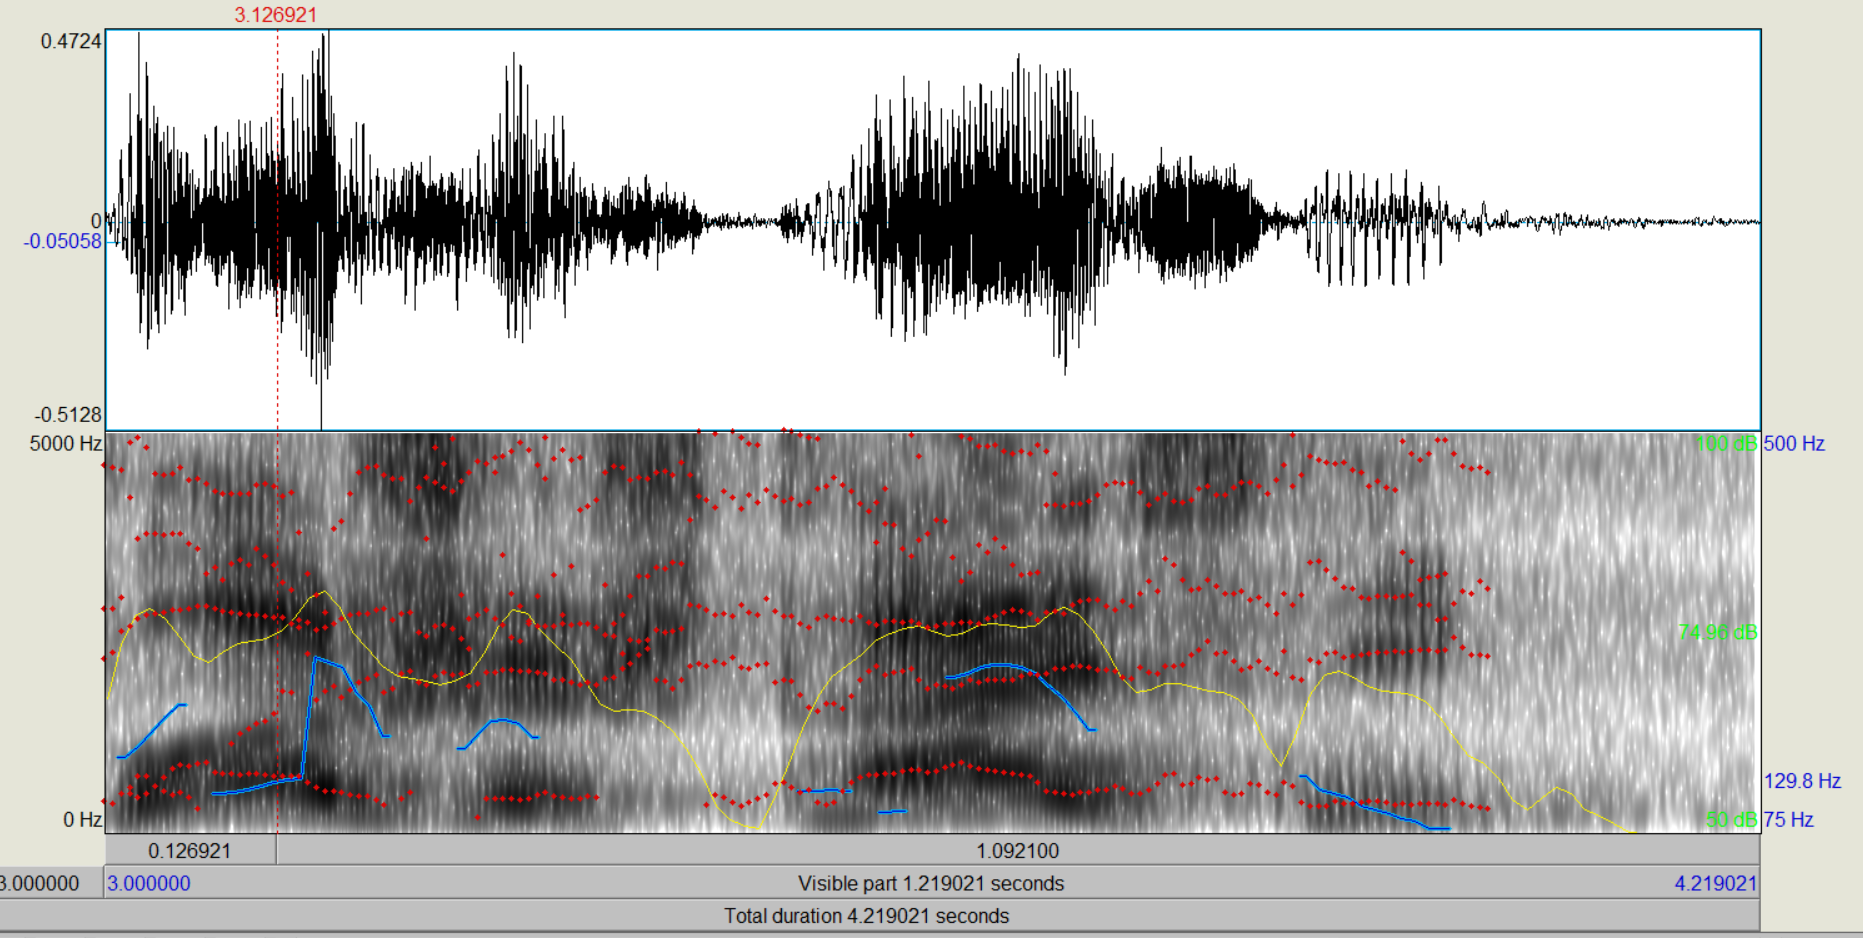 3.126921
0.4724
0
-0.05058
-0.5128
5000 Hz
100 dB
500 Hz
74.96 dB
129.8 Hz
0 Hz
50 dB
75 Hz
0.126921
1.092100
3.000000
3.000000
Visible part 1.219021 seconds
4.219021
Total duration 4.219021 seconds